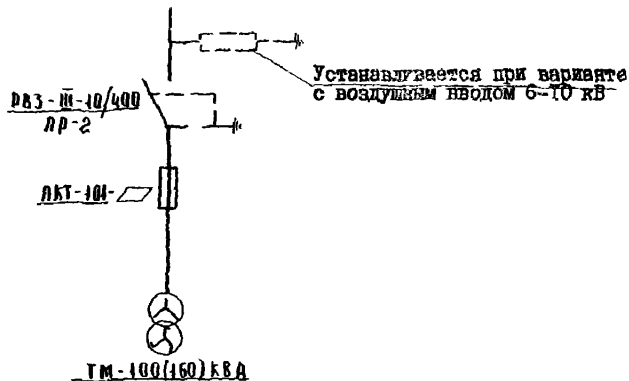 Устанавливается при варианте
с воздушным вводом 6-10 кВ
РВЗ-III-10/400
ПР-2
ПКТ-101-
ТМ-100(160)КВА